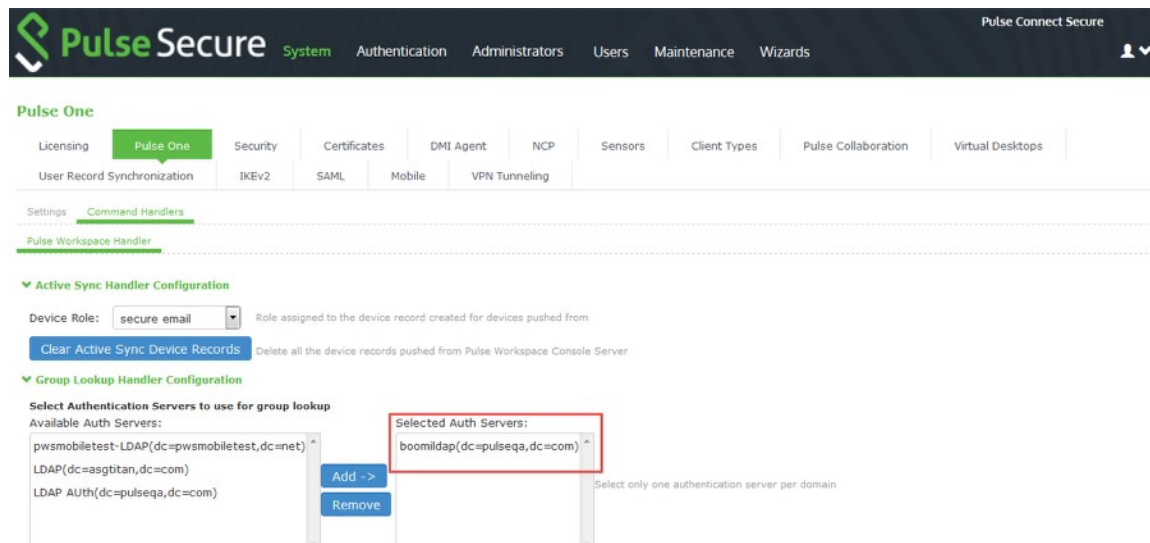 Pulse Connect Secure
Pulse Secure System Authentication Administrators Users Maintenance Wizards
Pulse One
Licensing Pulse One Security Certificates DMI Agent NCP Sensors Client Types Pulse Collaboration Virtual Desktops
User Record Synchronization IKEv2 SAML Mobile VPN Tunneling
Settings Command Handlers
Pulse Workspace Handler
Active Sync Handler Configuration
Device Role: secure email Role assigned to the device record created for devices pushed from
Clear Active Sync Device Records Delete all the device records pushed from Pulse Workspace Console Server
Group Lookup Handler Configuration
Select Authentication Servers to use for group lookup
Available Auth Servers: Selected Auth Servers:
pwsmobiletest-LDAP(dc=pwsmobiletest,dc=net) boomildap(dc=pulseqa,dc=com)
LDAP(dc=asgtitan,dc=com)
Add ->
LDAP AUth(dc=pulseqa,dc=com)
Select only one authentication server per domain
Remove